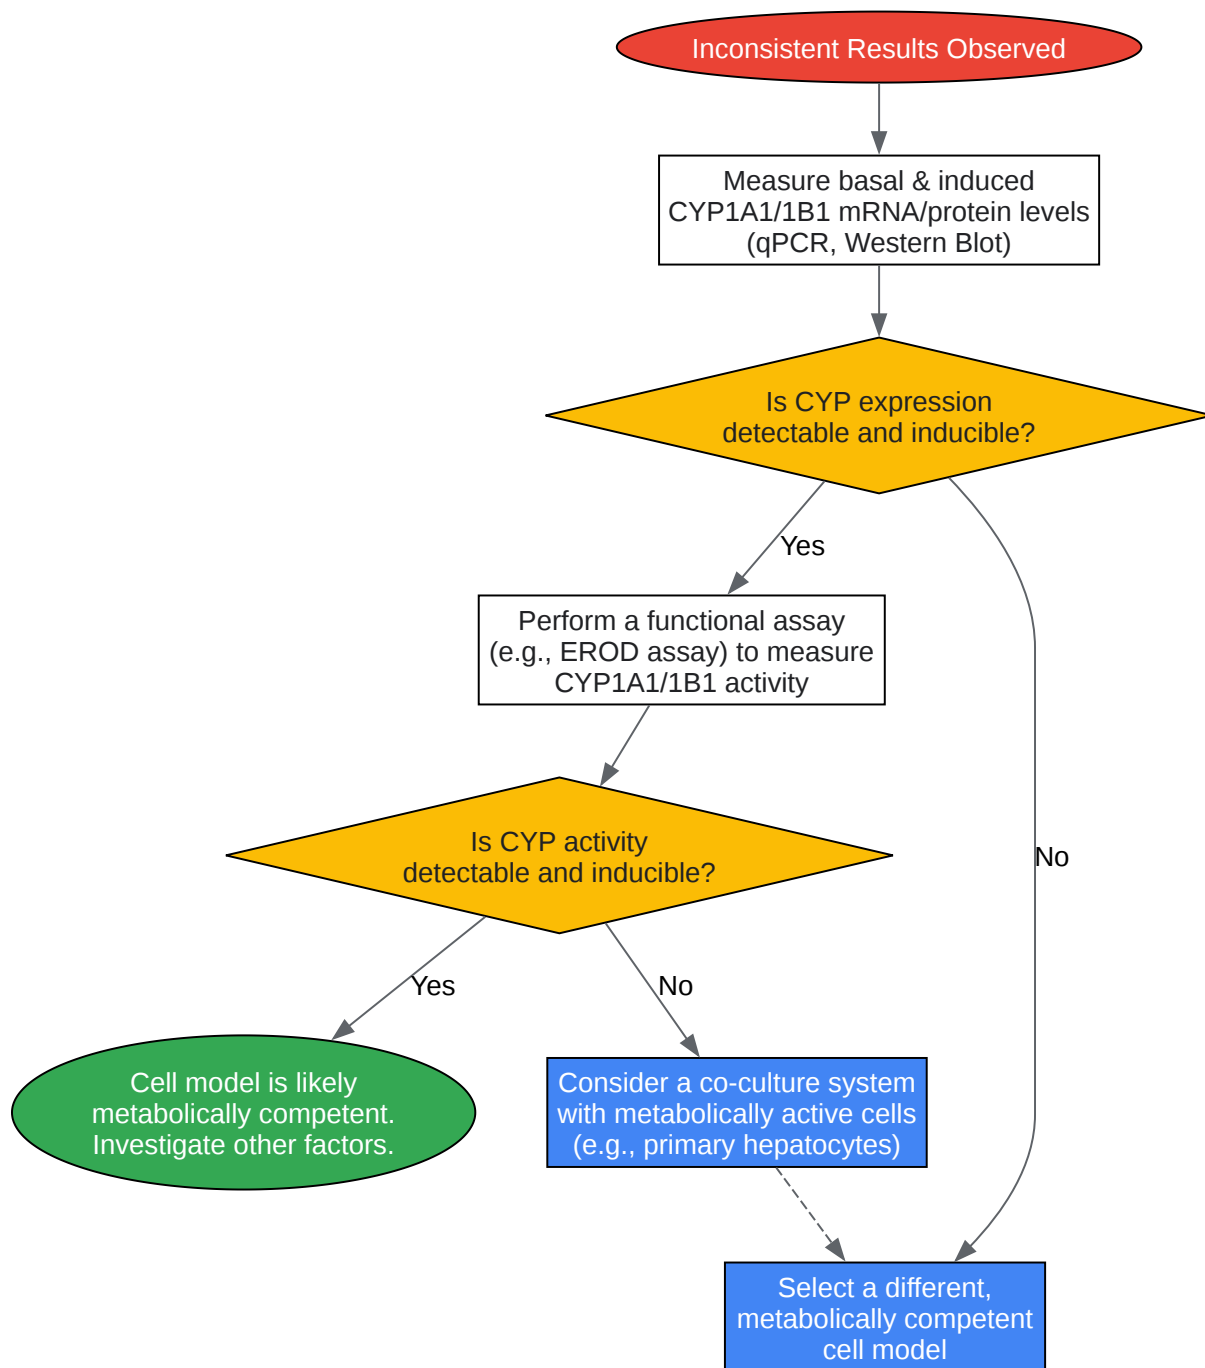 Inconsistent Results Observed
Measure basal & induced
CYP1A1/1B1 mRNA/protein levels
(qPCR, Western Blot)
Is CYP expression
detectable and inducible?
Yes
Perform a functional assay
(e.g., EROD assay) to measure
CYP1A1/1B1 activity
Is CYP activity
detectable and inducible?
No
Yes
No
Cell model is likely
metabolically competent.
Investigate other factors.
Consider a co-culture system
with metabolically active cells
(e.g., primary hepatocytes)
Select a different,
metabolically competent
cell model